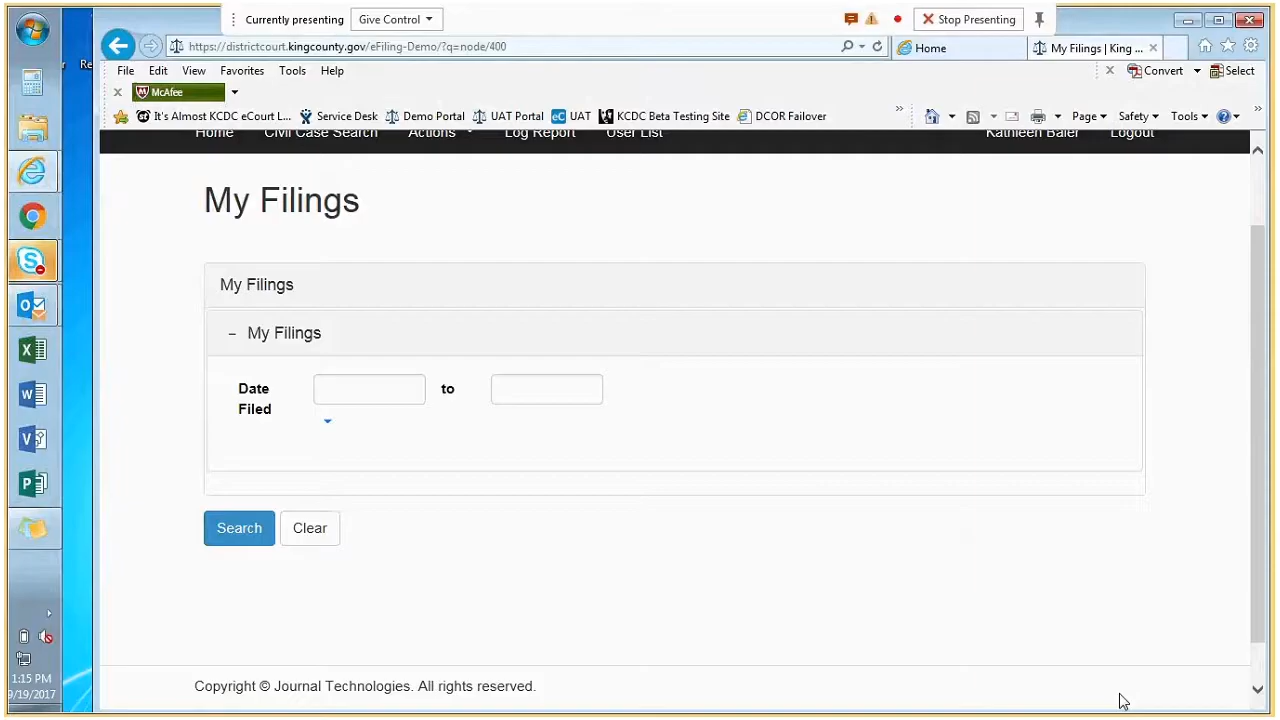 Currently presenting
Give Control
Stop Presenting
https://districtcourt.kingcounty.gov/eFiling-Demo/?q=node/400
Home
My Filings | King ...
File Edit View Favorites Tools Help
Convert
Select
McAfee
It's Almost KCDC eCourt L...
Service Desk
Demo Portal
UAT Portal
UAT
KCDC Beta Testing Site
DCOR Failover
Page
Safety
Tools
Home
Civil Case Search
Actions
Log Report
User List
Kathleen Baler
Logout
My Filings
My Filings
− My Filings
Date Filed
to
Search
Clear
Copyright © Journal Technologies. All rights reserved.
Re
1:15 PM
9/19/2017